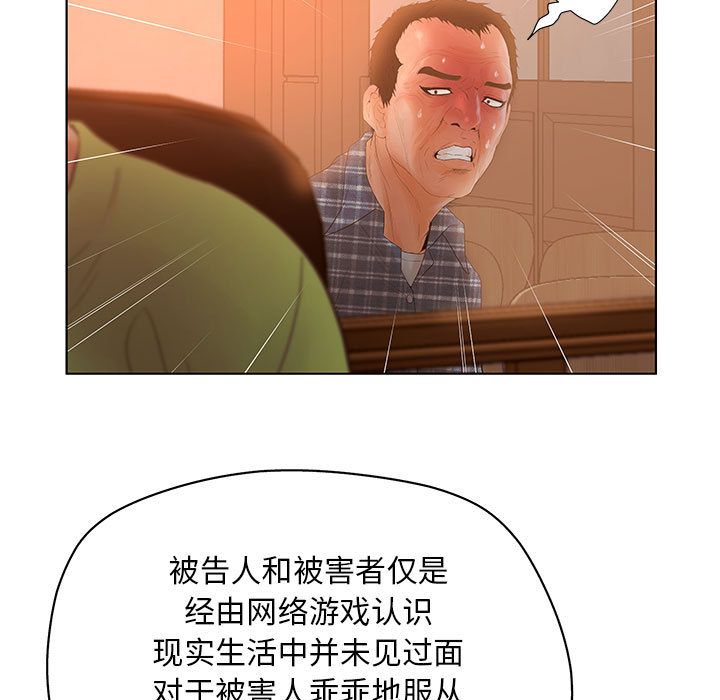 被告人和被害者仅是
经由网络游戏认识
现实生活中并未见过面
对于被害人乖乖地服从